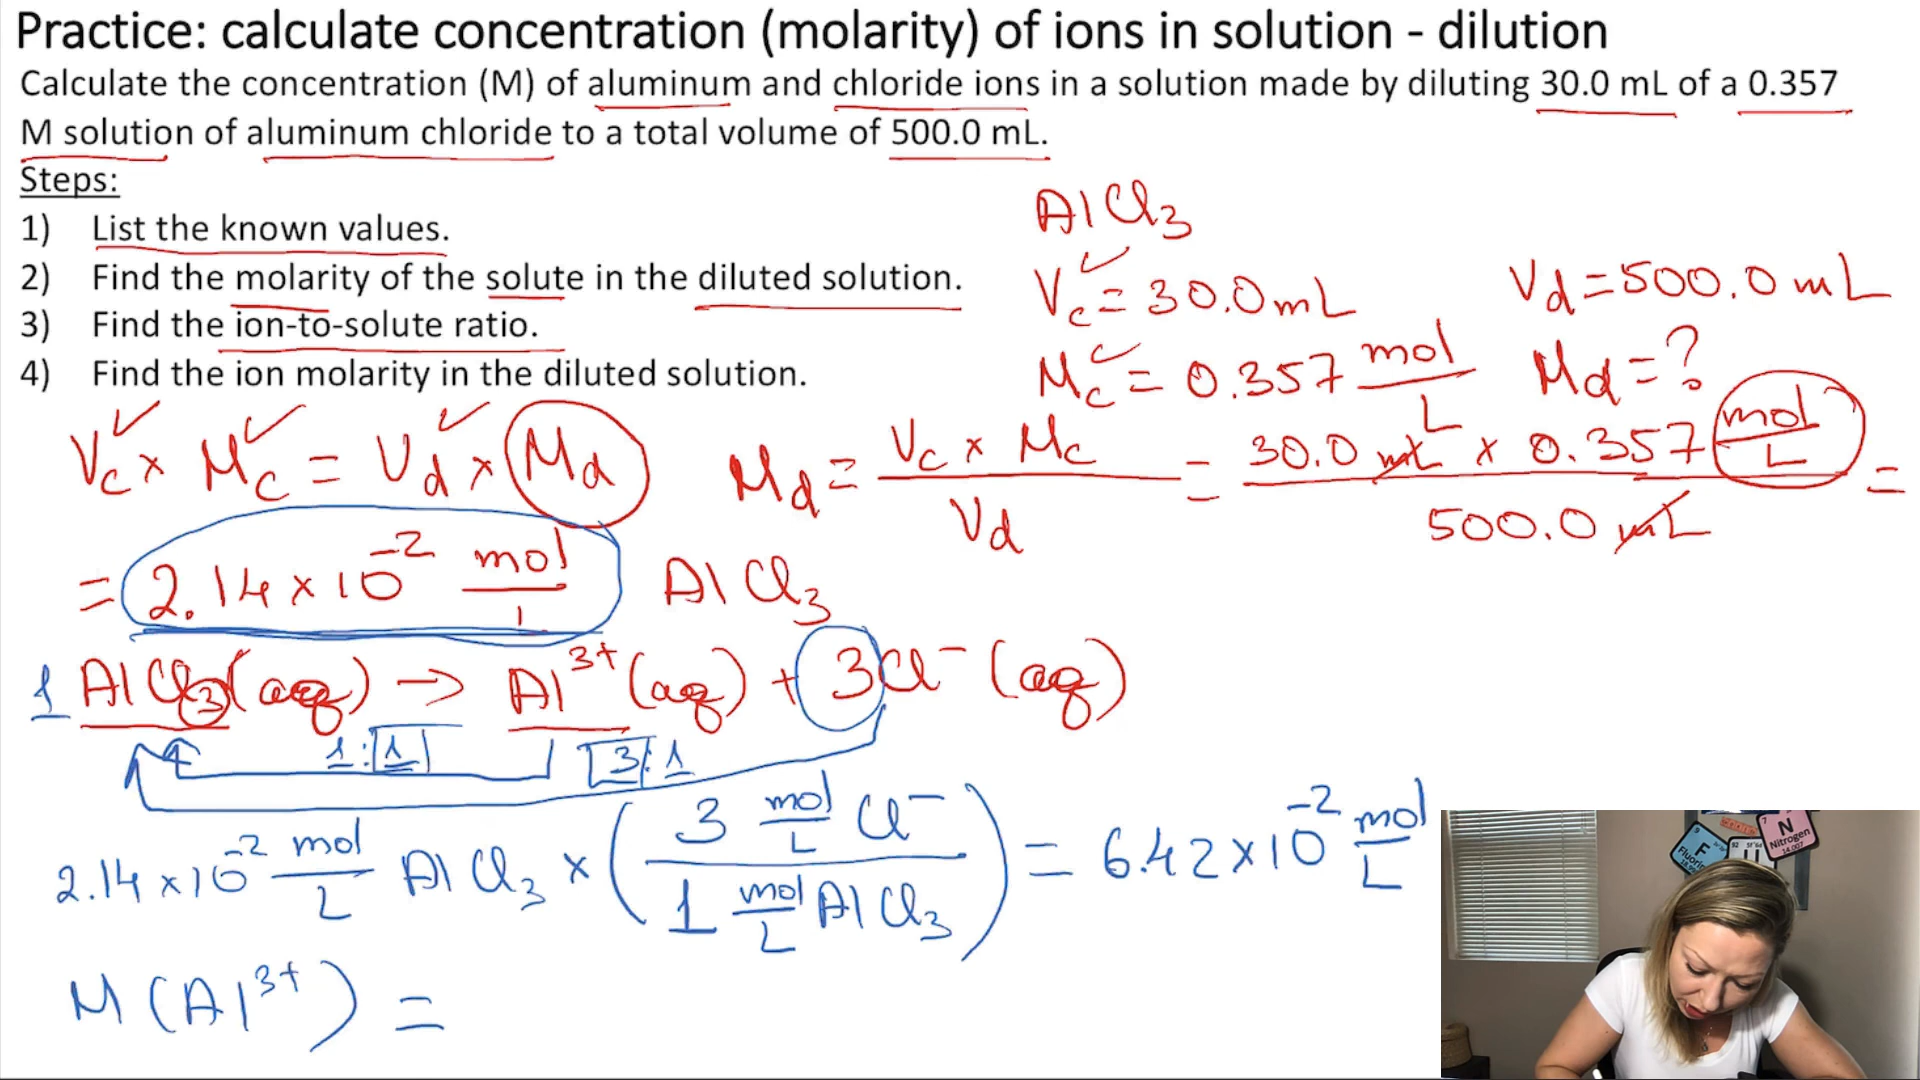 Practice: calculate concentration (molarity) of ions in solution - dilution
Calculate the concentration (M) of aluminum and chloride ions in a solution made by diluting 30.0 mL of a 0.357
M solution of aluminum chloride to a total volume of 500.0 mL.
Steps:
1) List the known values.
2) Find the molarity of the solute in the diluted solution.
3) Find the ion-to-solute ratio.
4) Find the ion molarity in the diluted solution.
AlCl₃
Vc = 30.0 mL
Vd = 500.0 mL
Mc = 0.357 mol/L
Md = ?
Vc × Mc = Vd × Md
Md = Vc × Mc / Vd = 30.0 mL × 0.357 mol/L / 500.0 mL =
= 2.14 × 10⁻² mol/L AlCl₃
1 AlCl₃(aq) → Al³⁺(aq) + 3Cl⁻(aq)
1:1 3:1
2.14 × 10⁻² mol/L AlCl₃ × (3 mol/L Cl⁻ / 1 mol/L AlCl₃) = 6.42 × 10⁻² mol/L
M(Al³⁺) =
F
Fluorin
N
7
Nitrogen
14.007